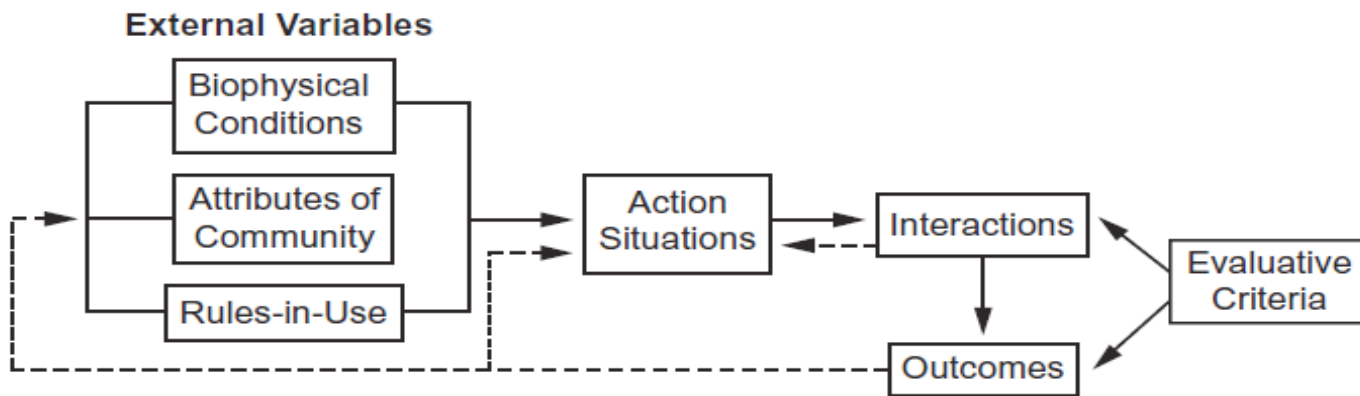 External Variables
Biophysical
Conditions
Attributes of
Community
Rules-in-Use
Action
Situations
Interactions
Evaluative
Criteria
Outcomes